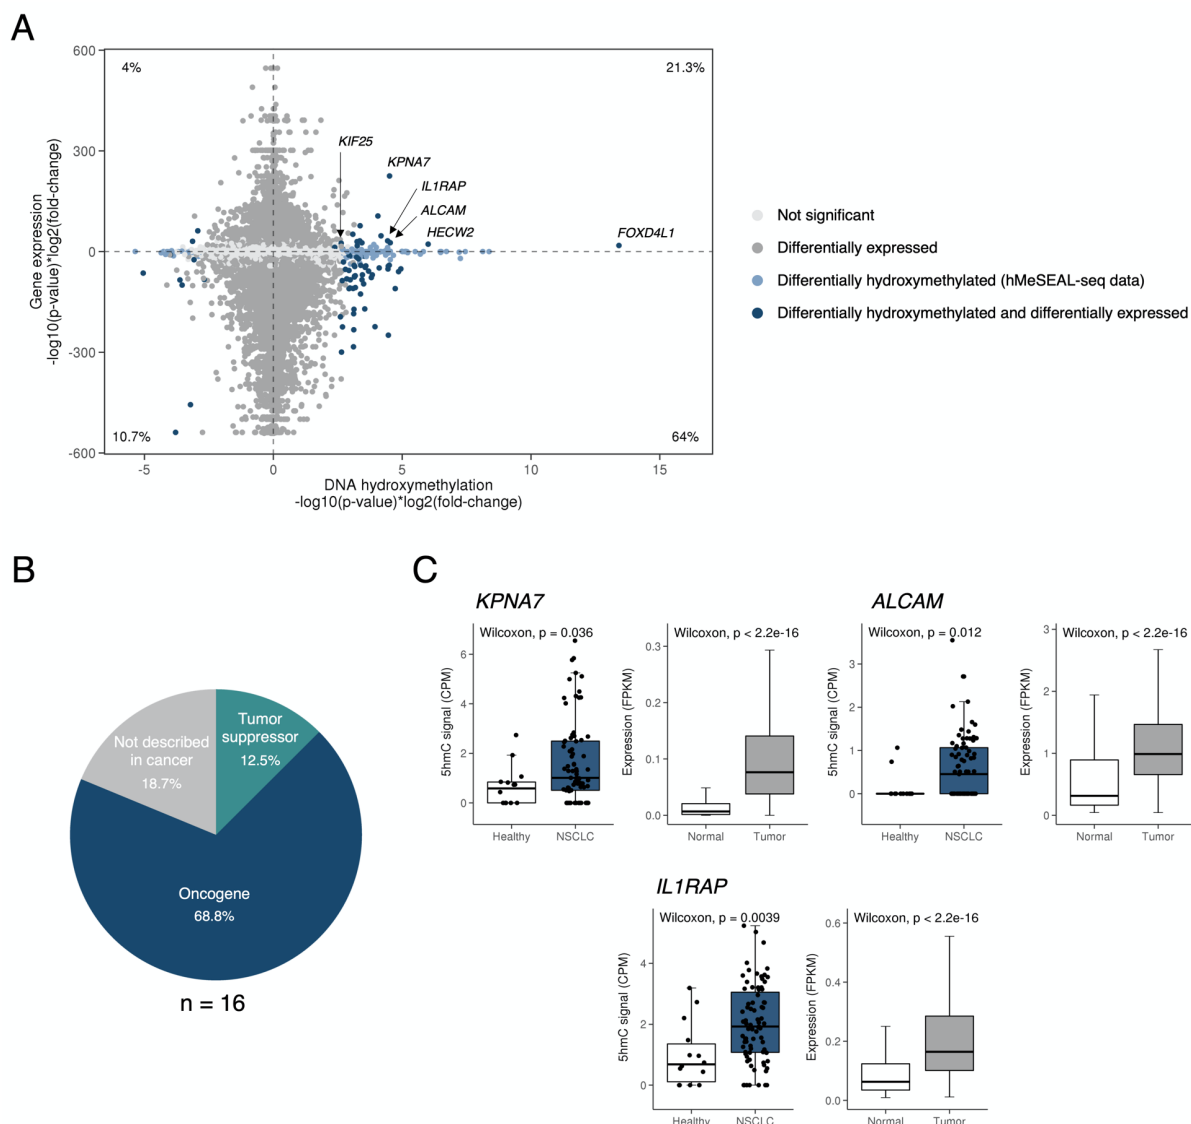 A
600
300
0
-300
-600
Gene expression
-log10(p-value)*log2(fold-change)
4%
21.3%
10.7%
64%
KIF25
KPNA7
IL1RAP
ALCAM
HECW2
FOXD4L1
-5
0
5
10
15
DNA hydroxymethylation
-log10(p-value)*log2(fold-change)
Not significant
Differentially expressed
Differentially hydroxymethylated (hMeSEAL-seq data)
Differentially hydroxymethylated and differentially expressed
B
Tumor
suppressor
12.5%
Not described
in cancer
18.7%
Oncogene
68.8%
n = 16
C
KPNA7
Wilcoxon, p = 0.036
5hmC signal (CPM)
6
4
2
0
Healthy
NSCLC
Wilcoxon, p < 2.2e-16
Expression (FPKM)
0.3
0.2
0.1
0.0
Normal
Tumor
ALCAM
Wilcoxon, p = 0.012
5hmC signal (CPM)
3
2
1
0
Healthy
NSCLC
Wilcoxon, p < 2.2e-16
Expression (FPKM)
3
2
1
0
Normal
Tumor
IL1RAP
Wilcoxon, p = 0.0039
5hmC signal (CPM)
4
2
0
Healthy
NSCLC
Wilcoxon, p < 2.2e-16
Expression (FPKM)
0.6
0.4
0.2
0.0
Normal
Tumor